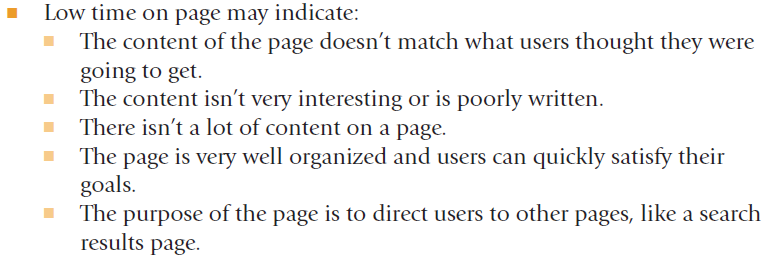 ■ Low time on page may indicate:
■ The content of the page doesn’t match what users thought they were
going to get.
■ The content isn’t very interesting or is poorly written.
■ There isn’t a lot of content on a page.
■ The page is very well organized and users can quickly satisfy their
goals.
■ The purpose of the page is to direct users to other pages, like a search
results page.